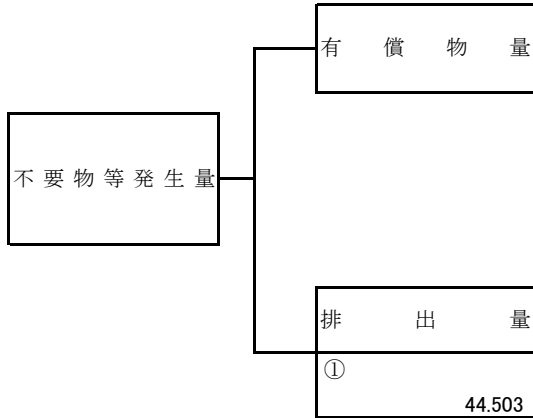 有償物量
不要物等発生量
排出量
①
44.503